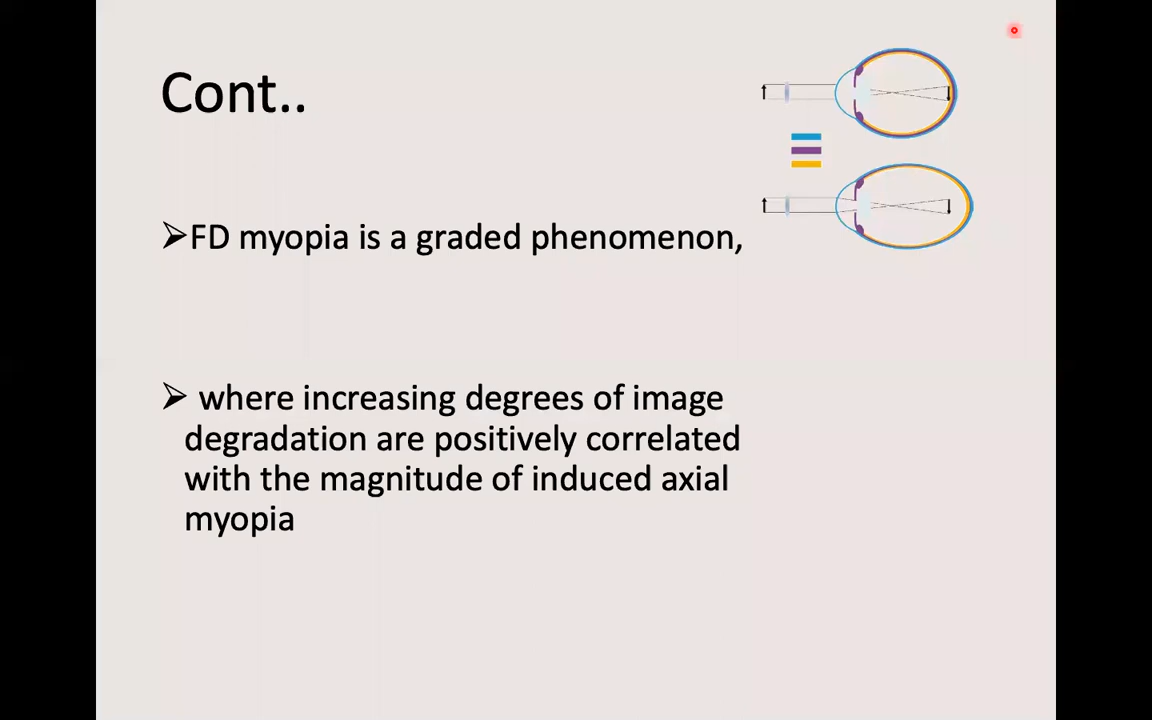 Cont..
➢FD myopia is a graded phenomenon,
➢ where increasing degrees of image
degradation are positively correlated
with the magnitude of induced axial
myopia